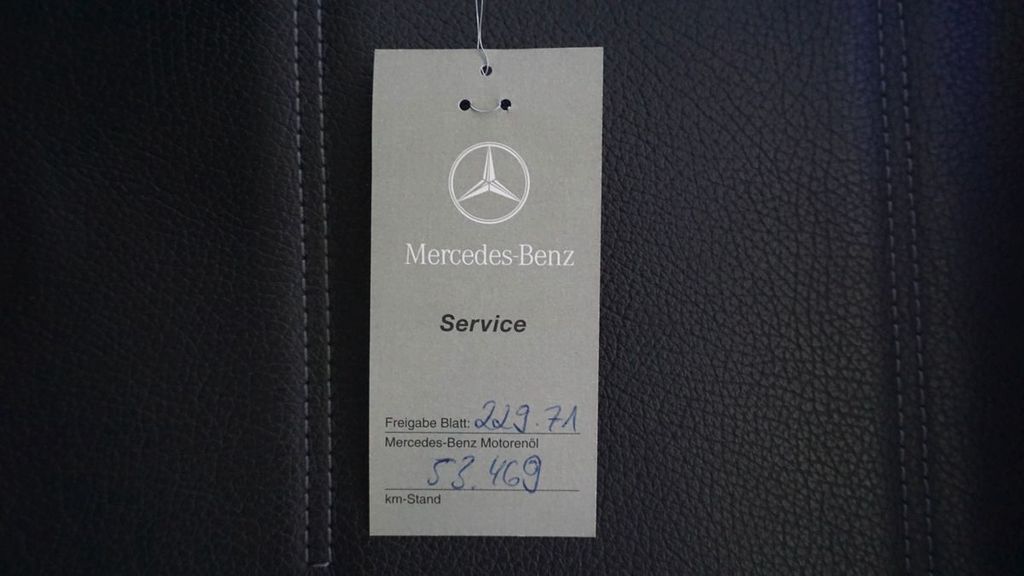 Mercedes-Benz
Service
Freigabe Blatt: 229.71
Mercedes-Benz Motorenöl
53.469
km-Stand